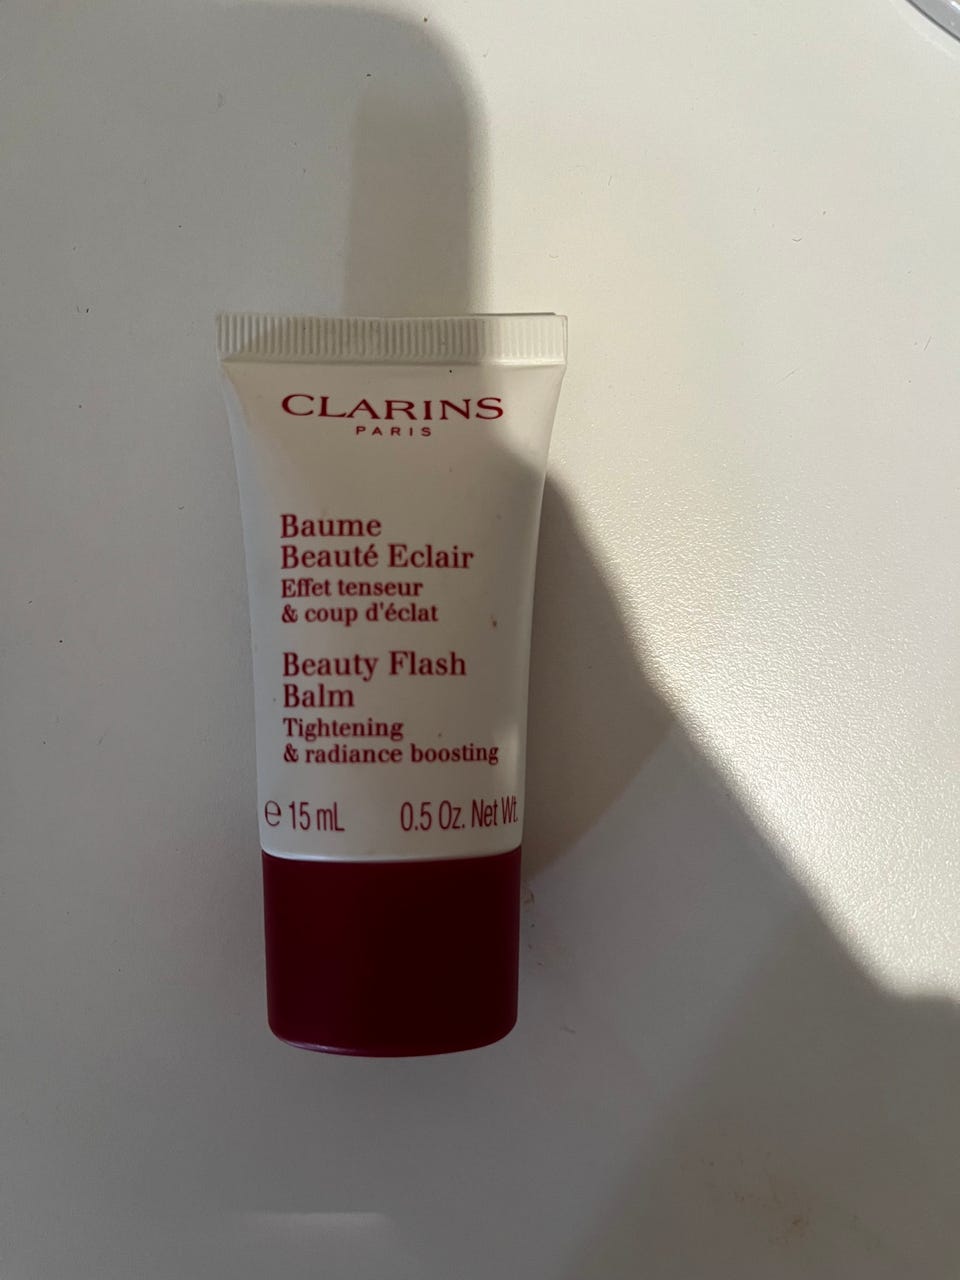 CLARINS
PARIS
Baume
Beauté Eclair
Effet tenseur
& coup d'éclat
Beauty Flash
Balm
Tightening
& radiance boosting
℮ 15 mL 0.5 Oz. Net Wt.